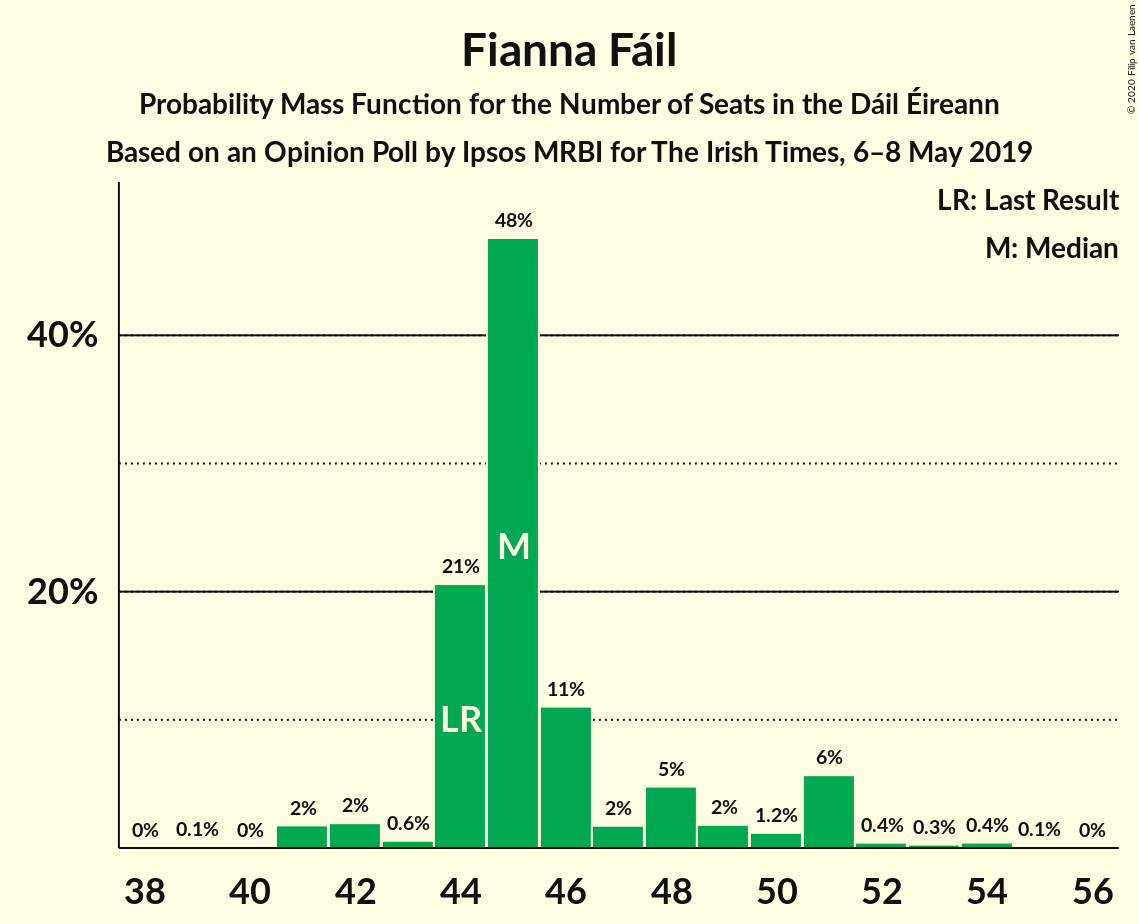 Fianna Fáil
Probability Mass Function for the Number of Seats in the Dáil Éireann
Based on an Opinion Poll by Ipsos MRBI for The Irish Times, 6–8 May 2019
© 2020 Filip van Laenen
LR: Last Result
M: Median
48%
40%
M
21%
20%
11%
LR
6%
5%
2%
2%
0.6%
2%
2%
1.2%
0% 0.1% 0%
0.4% 0.3% 0.4% 0.1% 0%
38 40 42 44 46 48 50 52 54 56